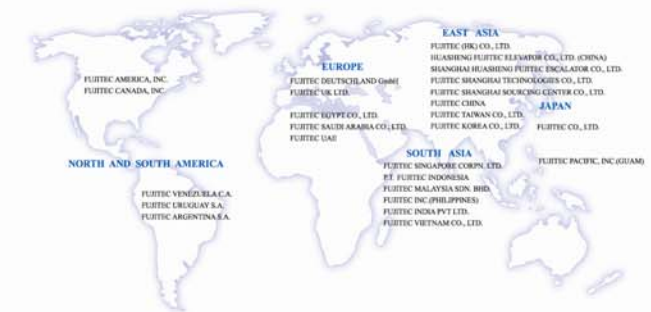 EAST ASIA
FUJITEC (HK) CO., LTD.
HUASHENG FUJITEC ELEVATOR CO., LTD. (CHINA)
SHANGHAI HUASHENG FUJITEC ESCALATOR CO., LTD.
FUJITEC SHANGHAI TECHNOLOGIES CO., LTD.
FUJITEC SHANGHAI SOURCING CENTER CO., LTD.
FUJITEC CHINA
FUJITEC TAIWAN CO., LTD.
FUJITEC KOREA CO., LTD.
JAPAN
FUJITEC CO., LTD.
FUJITEC PACIFIC, INC (GUAM)
EUROPE
FUJITEC DEUTSCHLAND GmbH
FUJITEC UK LTD.
FUJITEC EGYPT CO., LTD.
FUJITEC SAUDI ARABIA CO., LTD.
FUJITEC UAE
FUJITEC AMERICA, INC.
FUJITEC CANADA, INC.
NORTH AND SOUTH AMERICA
FUJITEC VENEZUELA C.A.
FUJITEC URUGUAY S.A.
FUJITEC ARGENTINA S.A.
SOUTH ASIA
FUJITEC SINGAPORE CORPN. LTD.
P.T. FUJITEC INDONESIA
FUJITEC MALAYSIA SDN. BHD.
FUJITEC INC.(PHILIPPINES)
FUJITEC INDIA PVT LTD.
FUJITEC VIETNAM CO., LTD.